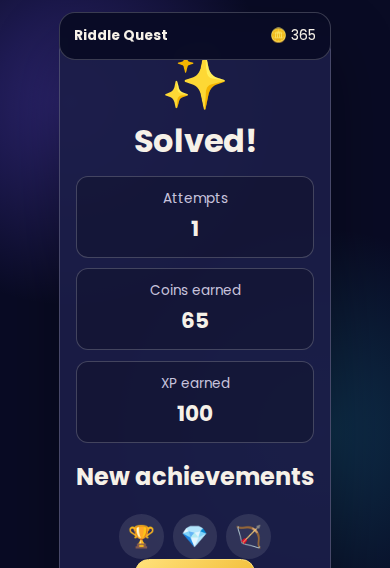 Riddle Quest
365
Solved!
Attempts
1
Coins earned
65
XP earned
100
New achievements